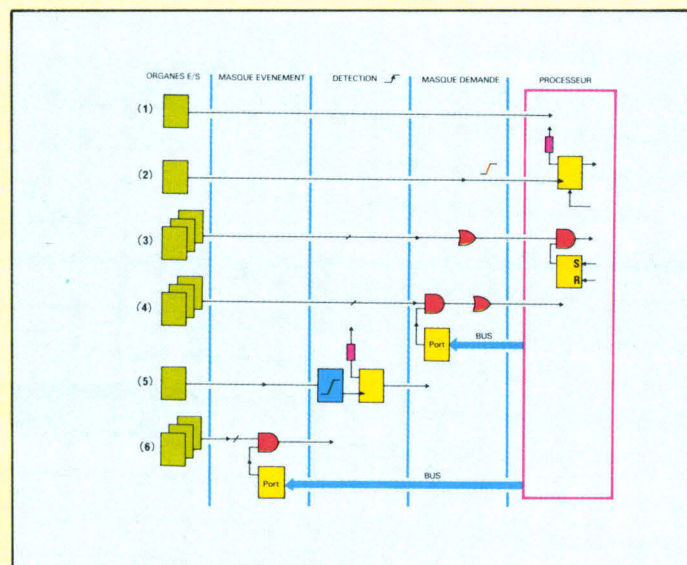 ORGANES E/S MASQUE EVENEMENT DETECTION MASQUE DEMANDE PROCESSEUR
(1)
(2)
(3)
S
R
(4)
Port
BUS
(5)
(6)
Port
BUS